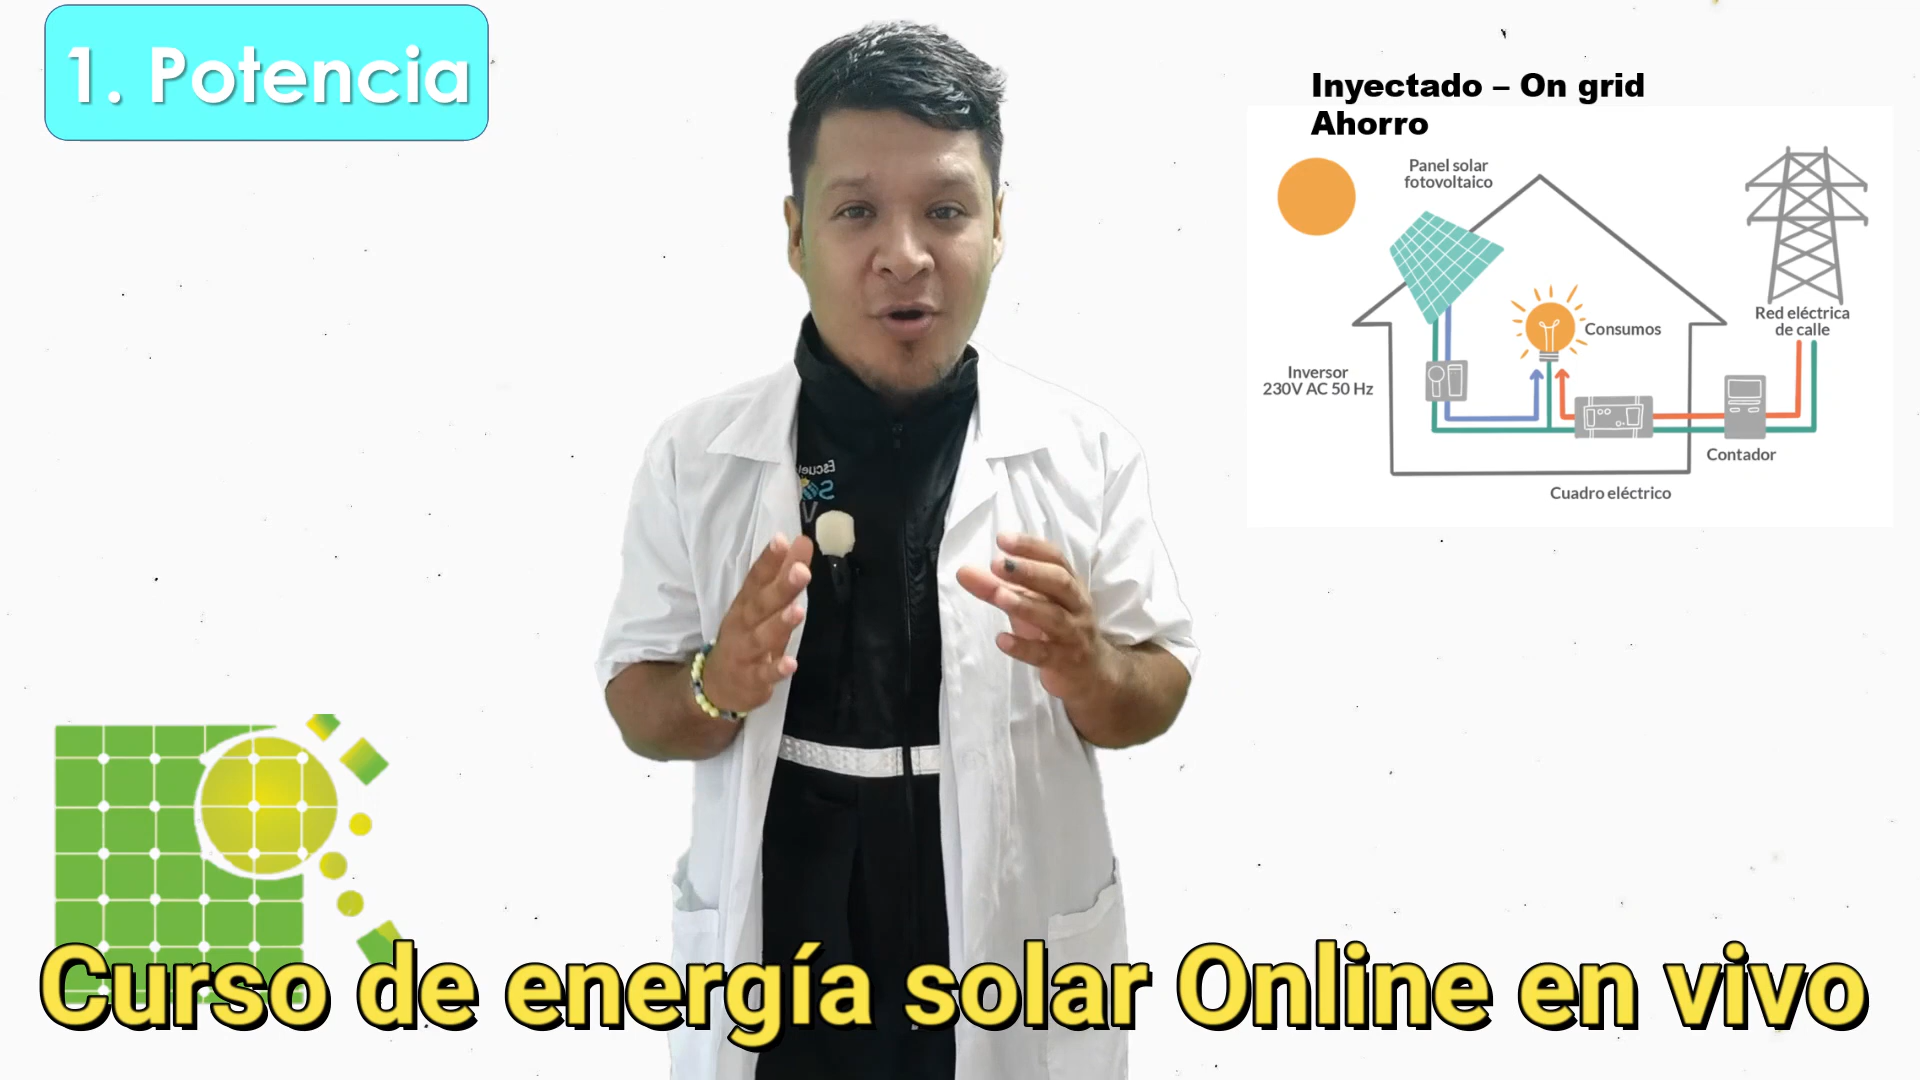 1. Potencia
Inyectado – On grid
Ahorro
Panel solar
fotovoltaico
Consumos
Red eléctrica
de calle
Inversor
230V AC 50 Hz
Contador
Cuadro eléctrico
Curso de energía solar Online en vivo